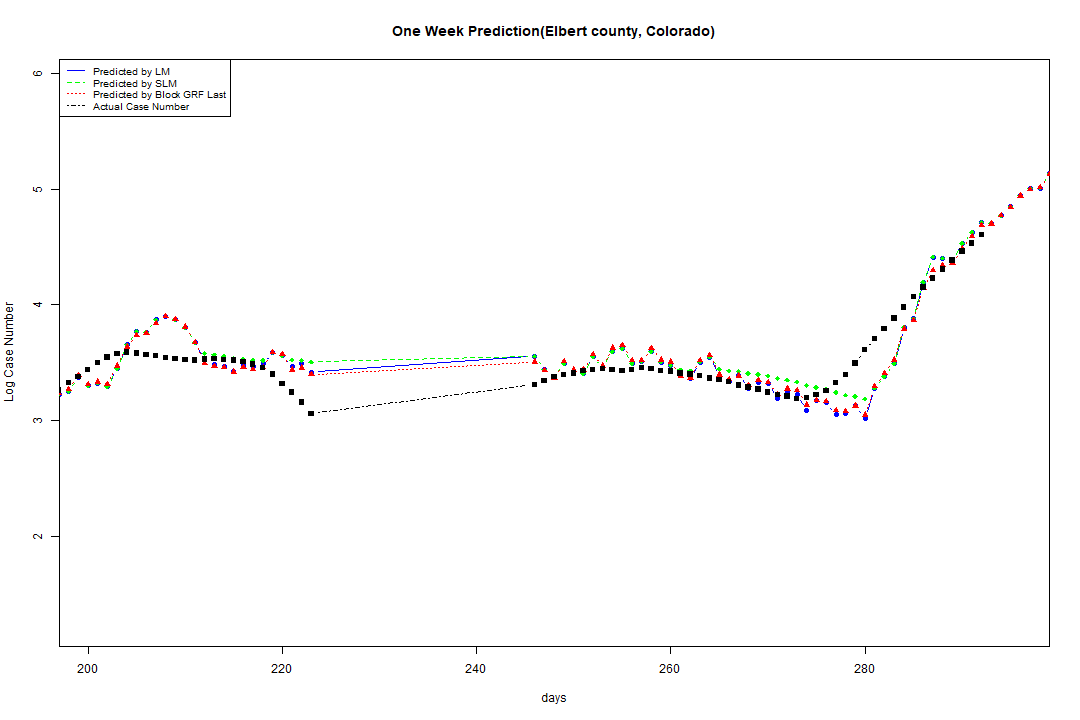 One Week Prediction(Elbert county, Colorado)
Predicted by LM
Predicted by SLM
Predicted by Block GRF Last
Actual Case Number
6
5
4
3
2
Log Case Number
200 220 240 260 280
days